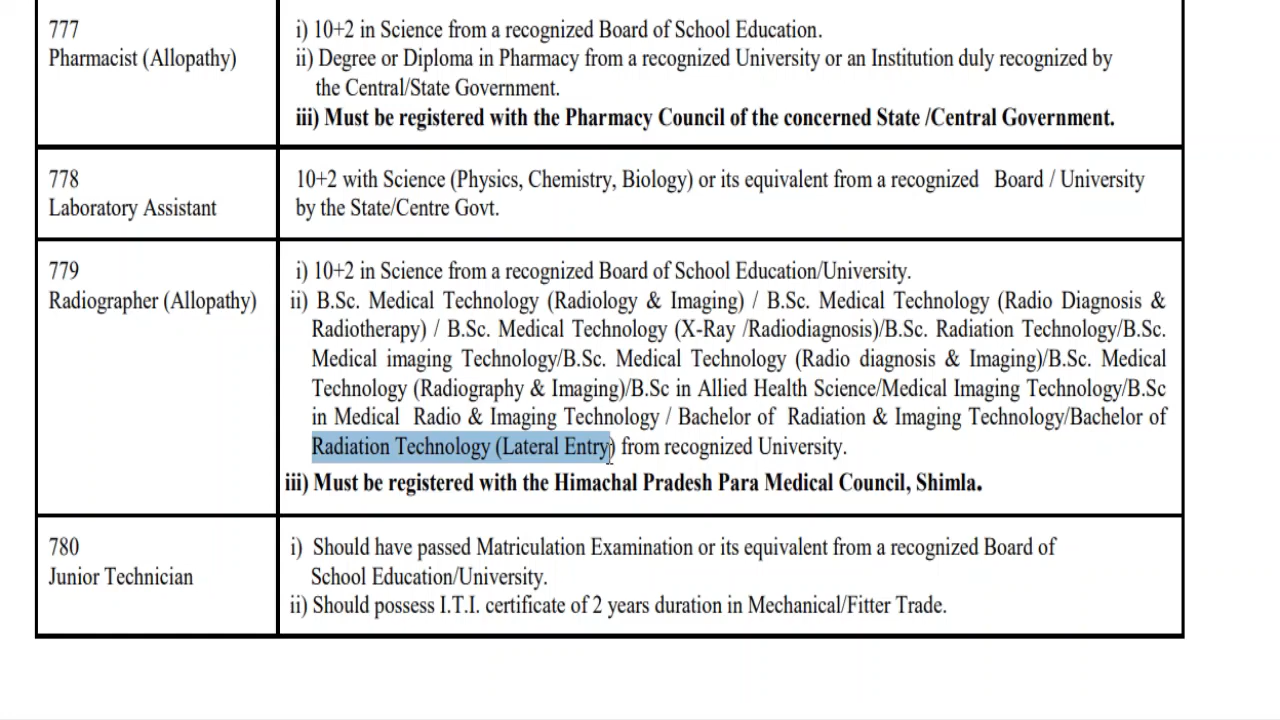 777
Pharmacist (Allopathy)
i) 10+2 in Science from a recognized Board of School Education.
ii) Degree or Diploma in Pharmacy from a recognized University or an Institution duly recognized by
the Central/State Government.
iii) Must be registered with the Pharmacy Council of the concerned State /Central Government.
778
Laboratory Assistant
10+2 with Science (Physics, Chemistry, Biology) or its equivalent from a recognized Board / University
by the State/Centre Govt.
779
Radiographer (Allopathy)
i) 10+2 in Science from a recognized Board of School Education/University.
ii) B.Sc. Medical Technology (Radiology & Imaging) / B.Sc. Medical Technology (Radio Diagnosis &
Radiotherapy) / B.Sc. Medical Technology (X-Ray /Radiodiagnosis)/B.Sc. Radiation Technology/B.Sc.
Medical imaging Technology/B.Sc. Medical Technology (Radio diagnosis & Imaging)/B.Sc. Medical
Technology (Radiography & Imaging)/B.Sc in Allied Health Science/Medical Imaging Technology/B.Sc
in Medical Radio & Imaging Technology / Bachelor of Radiation & Imaging Technology/Bachelor of
Radiation Technology (Lateral Entry) from recognized University.
iii) Must be registered with the Himachal Pradesh Para Medical Council, Shimla.
780
Junior Technician
i) Should have passed Matriculation Examination or its equivalent from a recognized Board of
School Education/University.
ii) Should possess I.T.I. certificate of 2 years duration in Mechanical/Fitter Trade.